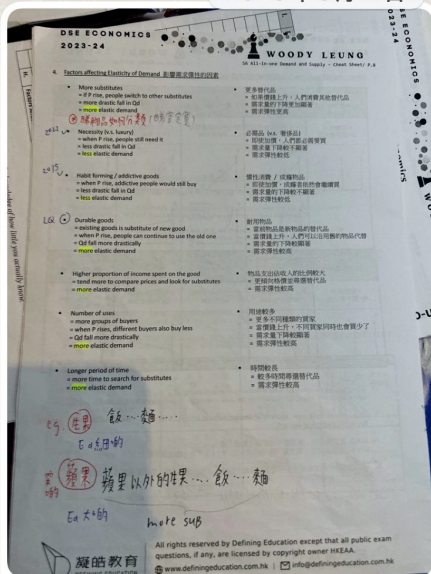 DSE ECONOMICS
2023-24
WOODY LEUNG
S6 All-in-one Demand and Supply - Cheat Sheet/ P.6
4. Factors affecting Elasticity of Demand 影響需求彈性的因素
• More substitutes
= if P rise, people switch to other substitutes
= more drastic fall in Qd
= more elastic demand
• Necessity (v.s. luxury)
= when P rise, people still need it
= less drastic fall in Qd
= less elastic demand
• Habit forming / addictive goods
= when P rise, addictive people would still buy
= less drastic fall in Qd
= less elastic demand
LQ
Durable goods
= existing goods is substitute of new good
= when P rise, people can continue to use the old one
= Qd fall more drastically
= more elastic demand
• Higher proportion of income spent on the good
= tend to more compare prices and look for substitutes
= more elastic demand
• Number of uses
= more groups of buyers
= when P rises, different buyers also buy less
= Qd fall more drastically
= more elastic demand
• Longer period of time
= more time to search for substitutes
= more elastic demand
• 更多替代品
= 如果價錢上升，人們消費其他替代品
= 需求量的下降更加顯著
= 需求彈性更高
• 必需品 (v.s. 奢侈品)
= 即使加價，人們都必需要買
= 需求量下降較不顯著
= 需求彈性較低
• 慣性消費 / 成癮物品
= 即使加價，成癮者依然會繼續買
= 需求量的下降較不顯著
= 需求彈性較低
• 耐用物品
= 當前物品是新物品的替代品
= 當價錢上升，人們可以沿用舊的物品代替
= 需求量的下降較顯著
= 需求彈性較高
• 物品支出佔收入的比例較大
= 更傾向格價並尋選替代品
= 需求彈性較高
• 用途較多
= 更多不同種類的買家
= 當價錢上升，不同買家同時也會買少了
= 需求量的下降較顯著
= 需求彈性較高
• 時間較長
= 較多時間尋選替代品
= 需求彈性較高
eg. 生果 飯…麵…..
Ed 細啲
蘋果 蘋果以外的生果…. 飯…麵
Ed 大啲 more sub
凝皓教育
All rights reserved by Defining Education except that all public exam
questions, if any, are licensed by copyright owner HKEAA.
www.definingeducation.com.hk | info@definingeducation.com.hk